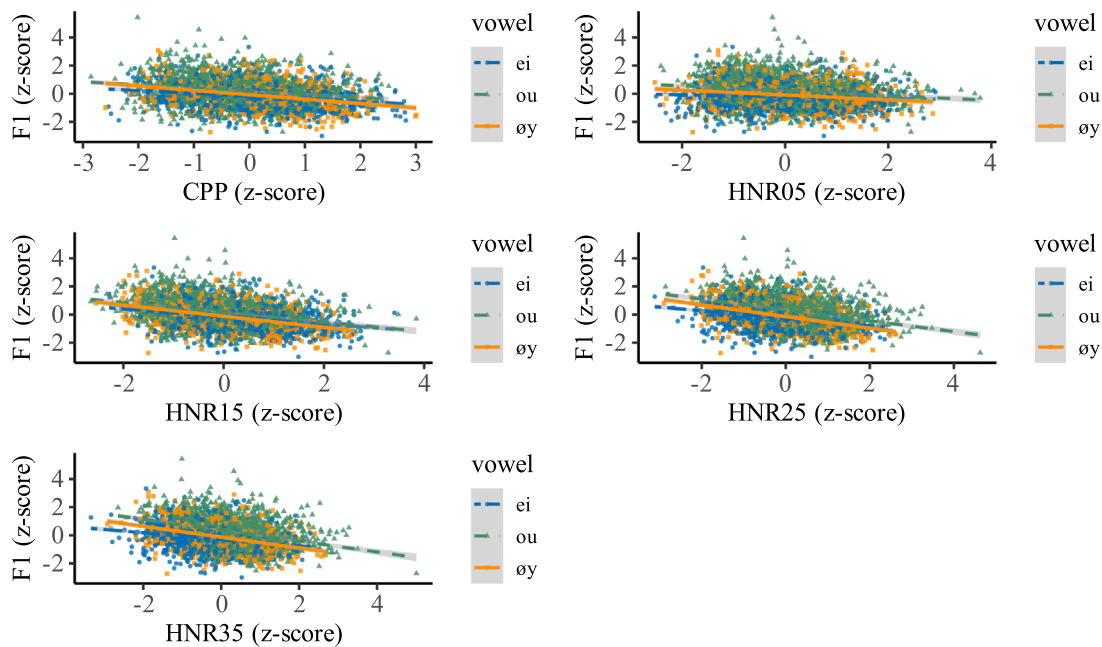 F1 (z-score)
4
2
0
-2
-3
-2
-1
0
1
2
3
CPP (z-score)
vowel
ei
ou
øy
F1 (z-score)
4
2
0
-2
-2
0
2
4
HNR05 (z-score)
vowel
ei
ou
øy
F1 (z-score)
4
2
0
-2
-2
0
2
4
HNR15 (z-score)
vowel
ei
ou
øy
F1 (z-score)
4
2
0
-2
-2
0
2
4
HNR25 (z-score)
vowel
ei
ou
øy
F1 (z-score)
4
2
0
-2
-2
0
2
4
HNR35 (z-score)
vowel
ei
ou
øy